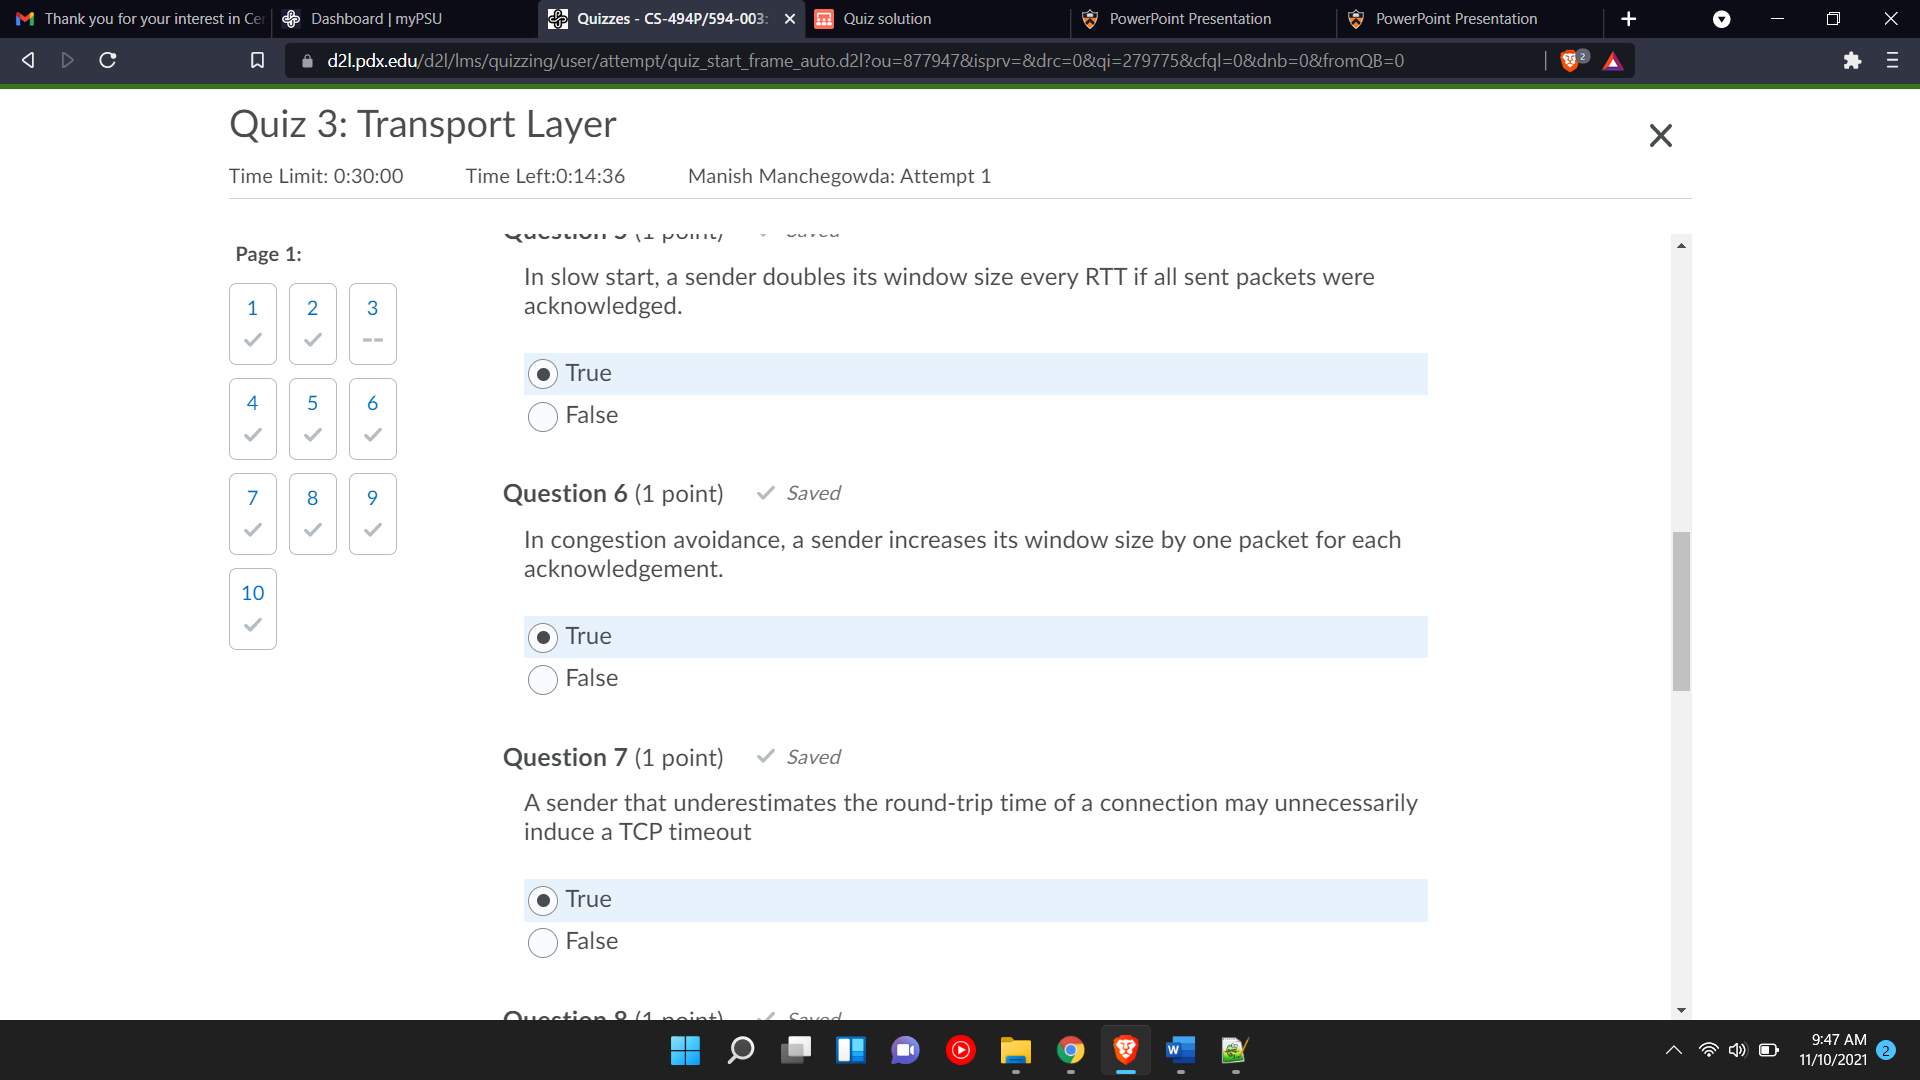 Thank you for your interest in Cer
Dashboard | myPSU
Quizzes - CS-494P/594-003:
Quiz solution
PowerPoint Presentation
PowerPoint Presentation
d2l.pdx.edu/d2l/lms/quizzing/user/attempt/quiz_start_frame_auto.d2l?ou=877947&isprv=&drc=0&qi=279775&cfql=0&dnb=0&fromQB=0
2
Quiz 3: Transport Layer
Time Limit: 0:30:00 Time Left:0:14:36 Manish Manchegowda: Attempt 1
Page 1:
1 2 3
--
4 5 6
7 8 9
10
Question 5 (1 point) Saved
In slow start, a sender doubles its window size every RTT if all sent packets were
acknowledged.
True
False
Question 6 (1 point) Saved
In congestion avoidance, a sender increases its window size by one packet for each
acknowledgement.
True
False
Question 7 (1 point) Saved
A sender that underestimates the round-trip time of a connection may unnecessarily
induce a TCP timeout
True
False
Question 8 (1 point) Saved
9:47 AM
11/10/2021
2